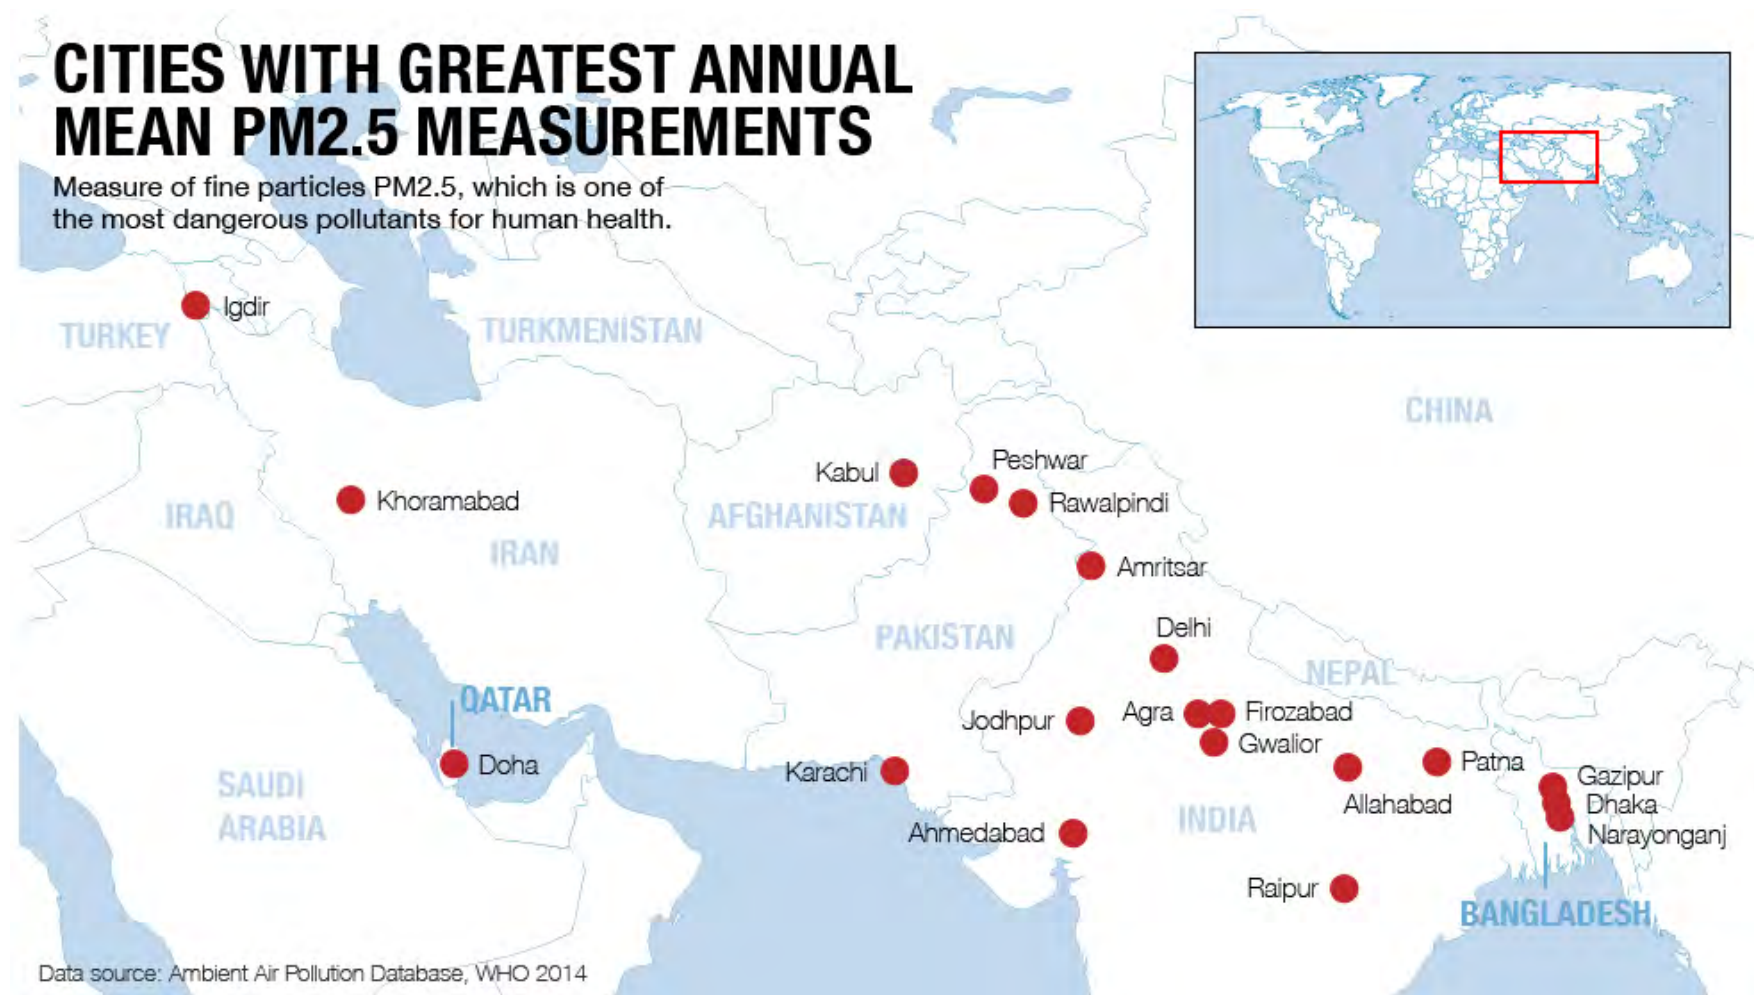 CITIES WITH GREATEST ANNUAL
MEAN PM2.5 MEASUREMENTS
Measure of fine particles PM2.5, which is one of
the most dangerous pollutants for human health.
Igdir
TURKEY
TURKMENISTAN
CHINA
Kabul
Peshwar
Rawalpindi
Khoramabad
IRAQ
AFGHANISTAN
IRAN
Amritsar
Delhi
PAKISTAN
NEPAL
QATAR
Jodhpur
Agra
Firozabad
Gwalior
Doha
Karachi
Patna
Gazipur
SAUDI
ARABIA
Allahabad
Dhaka
INDIA
Ahmedabad
Narayonganj
Raipur
BANGLADESH
Data source: Ambient Air Pollution Database, WHO 2014